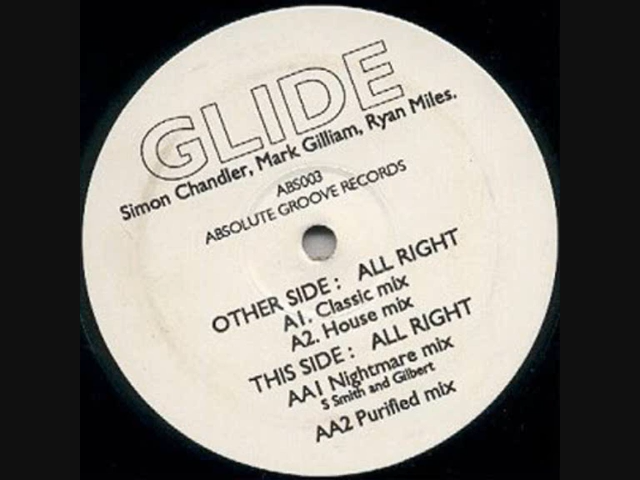 GLIDE
Simon Chandler, Mark Gilliam, Ryan Miles.
ABS003
ABSOLUTE GROOVE RECORDS
OTHER SIDE : ALL RIGHT
A1. Classic mix
A2. House mix
THIS SIDE : ALL RIGHT
AA1 Nightmare mix
S Smith and Gilbert
AA2 Purified mix